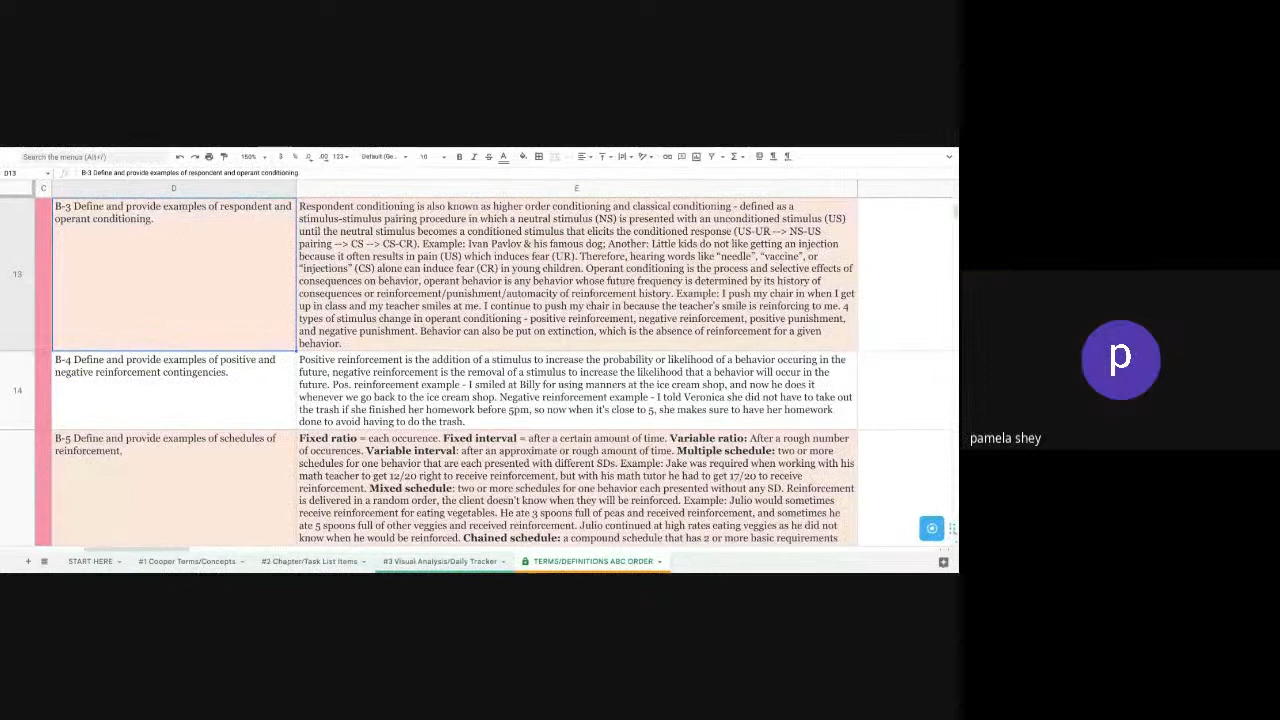 Search the menus (Alt+/)
150%
$ % .0 .00 123
Default (Ge...
10
B I S A
D13
fx
B-3 Define and provide examples of respondent and operant conditioning.
C D E
13
B-3 Define and provide examples of respondent and
operant conditioning.
Respondent conditioning is also known as higher order conditioning and classical conditioning - defined as a
stimulus-stimulus pairing procedure in which a neutral stimulus (NS) is presented with an unconditioned stimulus (US)
until the neutral stimulus becomes a conditioned stimulus that elicits the conditioned response (US-UR --> NS-US
pairing --> CS --> CS-CR). Example: Ivan Pavlov & his famous dog; Another: Little kids do not like getting an injection
because it often results in pain (US) which induces fear (UR). Therefore, hearing words like “needle”, “vaccine”, or
“injections” (CS) alone can induce fear (CR) in young children. Operant conditioning is the process and selective effects of
consequences on behavior, operant behavior is any behavior whose future frequency is determined by its history of
consequences or reinforcement/punishment/automacity of reinforcement history. Example: I push my chair in when I get
up in class and my teacher smiles at me. I continue to push my chair in because the teacher's smile is reinforcing to me. 4
types of stimulus change in operant conditioning - positive reinforcement, negative reinforcement, positive punishment,
and negative punishment. Behavior can also be put on extinction, which is the absence of reinforcement for a given
behavior.
14
B-4 Define and provide examples of positive and
negative reinforcement contingencies.
Positive reinforcement is the addition of a stimulus to increase the probability or likelihood of a behavior occuring in the
future, negative reinforcement is the removal of a stimulus to increase the likelihood that a behavior will occur in the
future. Pos. reinforcement example - I smiled at Billy for using manners at the ice cream shop, and now he does it
whenever we go back to the ice cream shop. Negative reinforcement example - I told Veronica she did not have to take out
the trash if she finished her homework before 5pm, so now when it's close to 5, she makes sure to have her homework
done to avoid having to do the trash.
B-5 Define and provide examples of schedules of
reinforcement,
Fixed ratio = each occurence. Fixed interval = after a certain amount of time. Variable ratio: After a rough number
of occurences. Variable interval: after an approximate or rough amount of time. Multiple schedule: two or more
schedules for one behavior that are each presented with different SDs. Example: Jake was required when working with his
math teacher to get 12/20 right to receive reinforcement, but with his math tutor he had to get 17/20 to receive
reinforcement. Mixed schedule: two or more schedules for one behavior each presented without any SD. Reinforcement
is delivered in a random order, the client doesn't know when they will be reinforced. Example: Julio would sometimes
receive reinforcement for eating vegetables. He ate 3 spoons full of peas and received reinforcement, and sometimes he
ate 5 spoons full of other veggies and received reinforcement. Julio continued at high rates eating veggies as he did not
know when he would be reinforced. Chained schedule: a compound schedule that has 2 or more basic requirements
START HERE
#1 Cooper Terms/Concepts
#2 Chapter/Task List Items
#3 Visual Analysis/Daily Tracker
TERMS/DEFINITIONS ABC ORDER
p
pamela shey